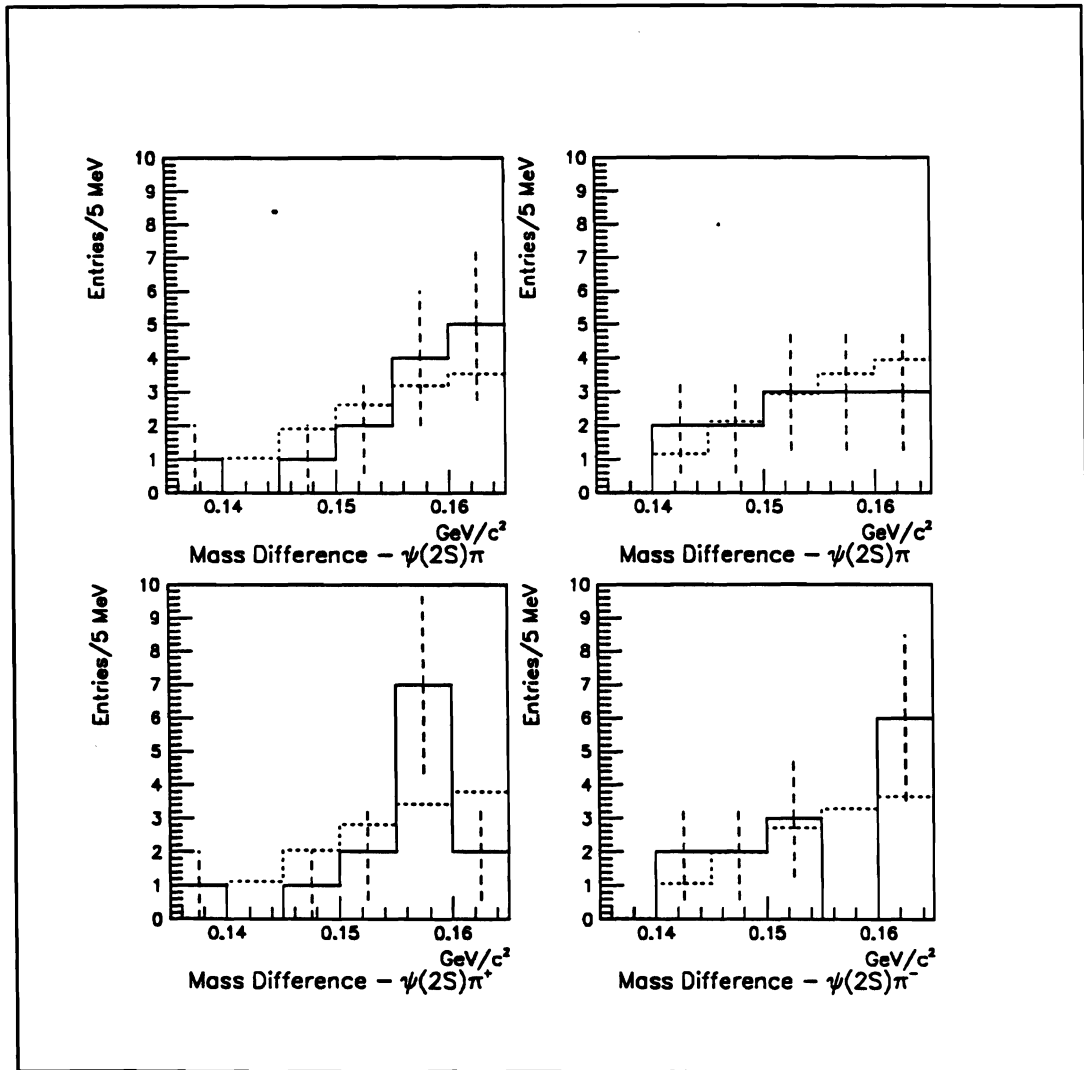 Entries/5 MeV
10
9
8
7
6
5
4
3
2
1
0
0.14 0.15 0.16
GeV/c²
Mass Difference – ψ(2S)π
Entries/5 MeV
10
9
8
7
6
5
4
3
2
1
0
0.14 0.15 0.16
GeV/c²
Mass Difference – ψ(2S)π
Entries/5 MeV
10
9
8
7
6
5
4
3
2
1
0
0.14 0.15 0.16
GeV/c²
Mass Difference – ψ(2S)π⁺
Entries/5 MeV
10
9
8
7
6
5
4
3
2
1
0
0.14 0.15 0.16
GeV/c²
Mass Difference – ψ(2S)π⁻